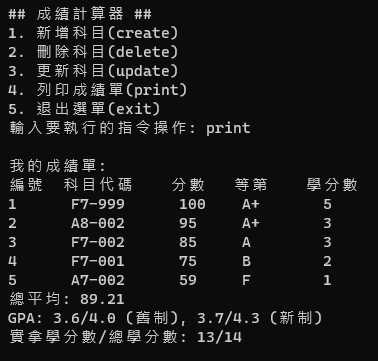 ## 成績計算器 ##
1. 新增科目(create)
2. 刪除科目(delete)
3. 更新科目(update)
4. 列印成績單(print)
5. 退出選單(exit)
輸入要執行的指令操作: print
我的成績單:
編號 科目代碼 分數 等第 學分數
1 F7-999 100 A+ 5
2 A8-002 95 A+ 3
3 F7-002 85 A 3
4 F7-001 75 B 2
5 A7-002 59 F 1
總平均: 89.21
GPA: 3.6/4.0 (舊制), 3.7/4.3 (新制)
實拿學分數/總學分數: 13/14